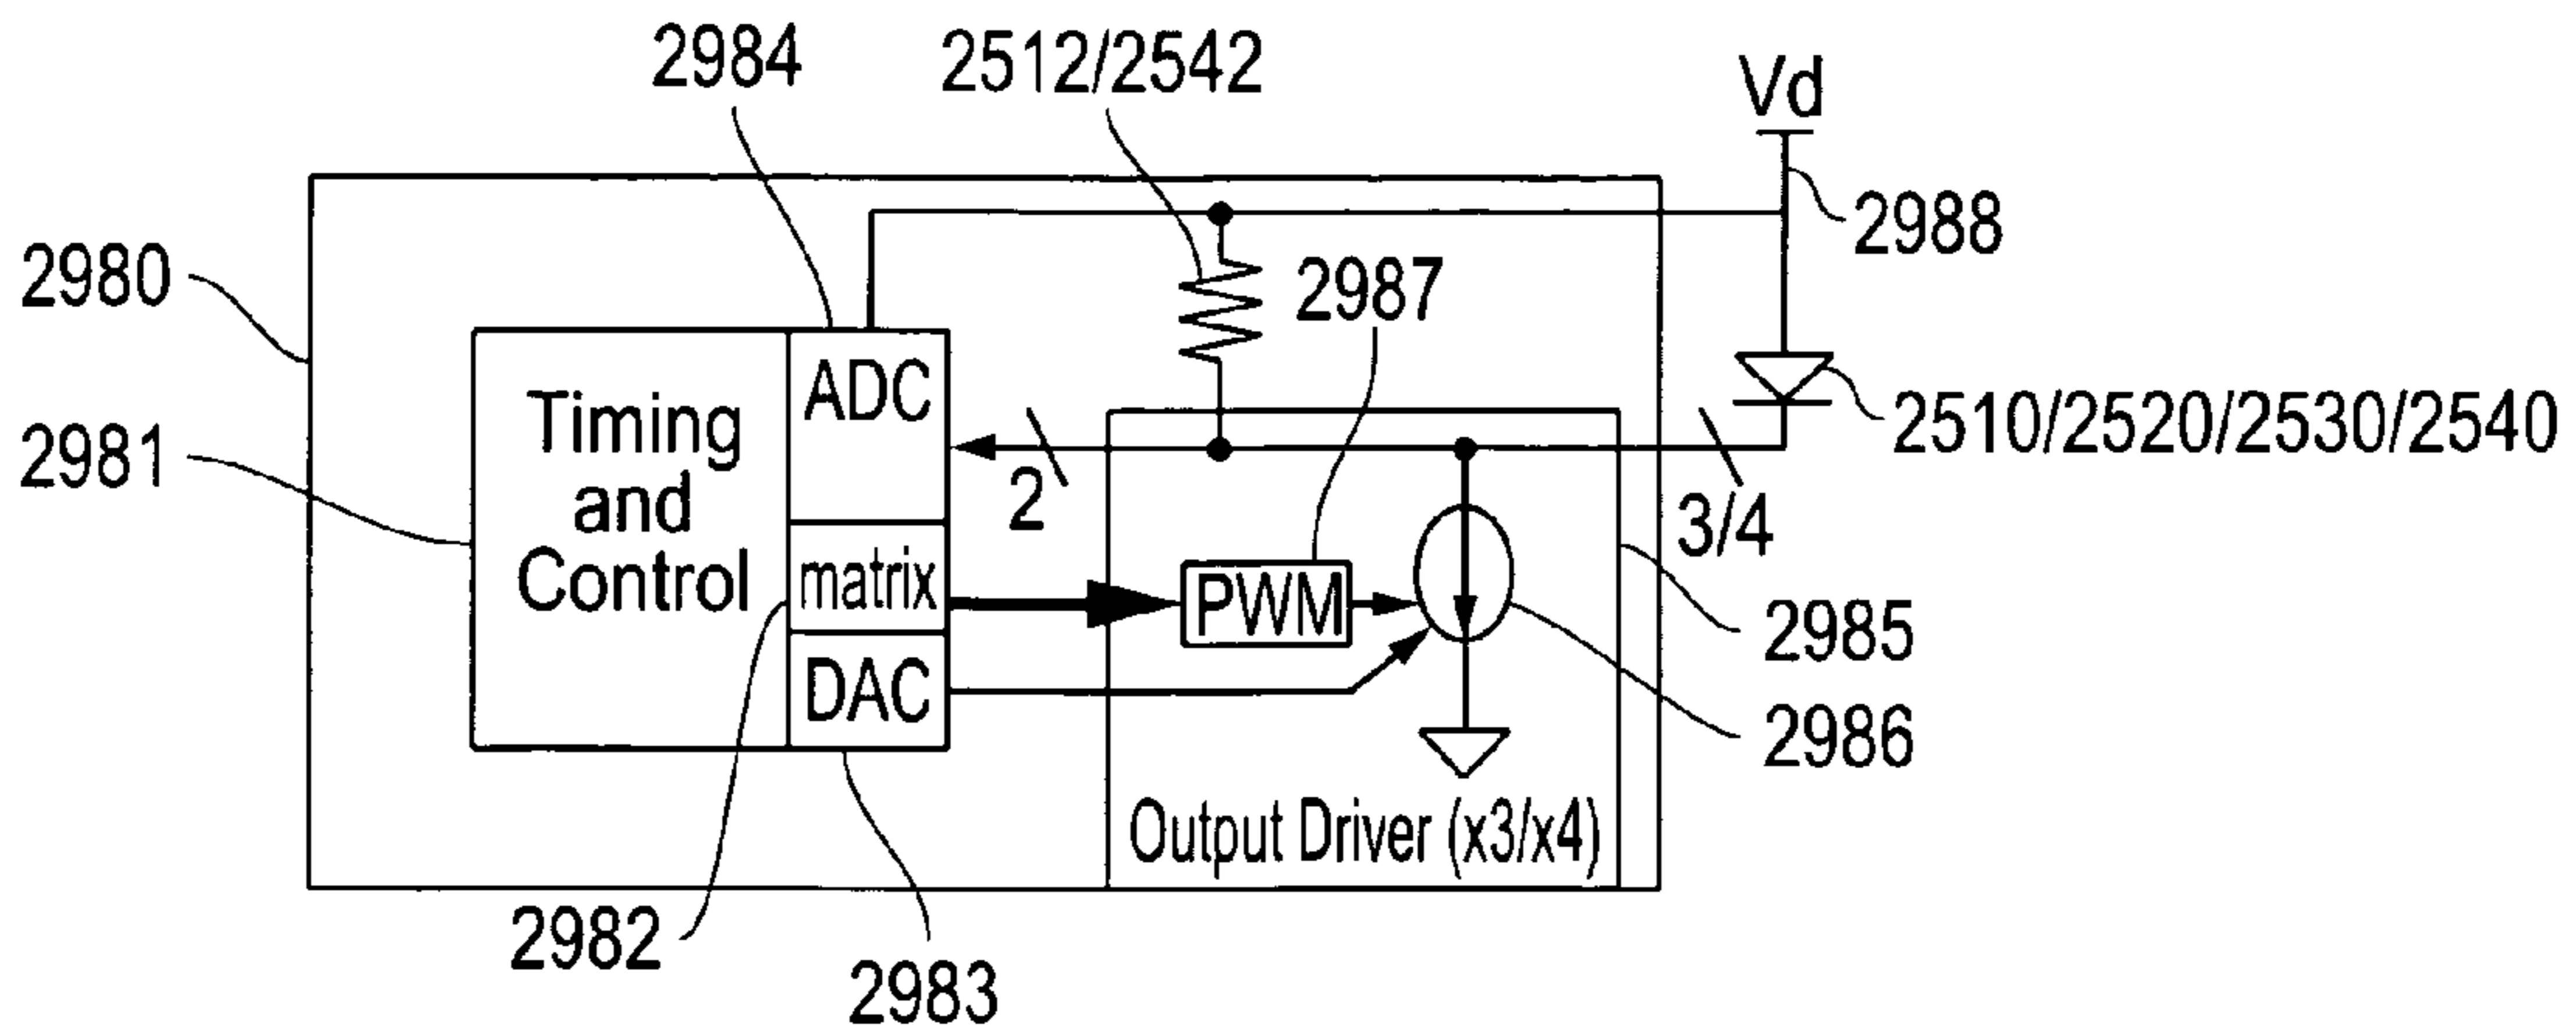 2984
2512/2542
Vd
2980
2988
2987
2981
Timing
and
Control
ADC
2
2510/2520/2530/2540
3/4
matrix
PWM
DAC
2985
2986
Output Driver (x3/x4)
2982
2983